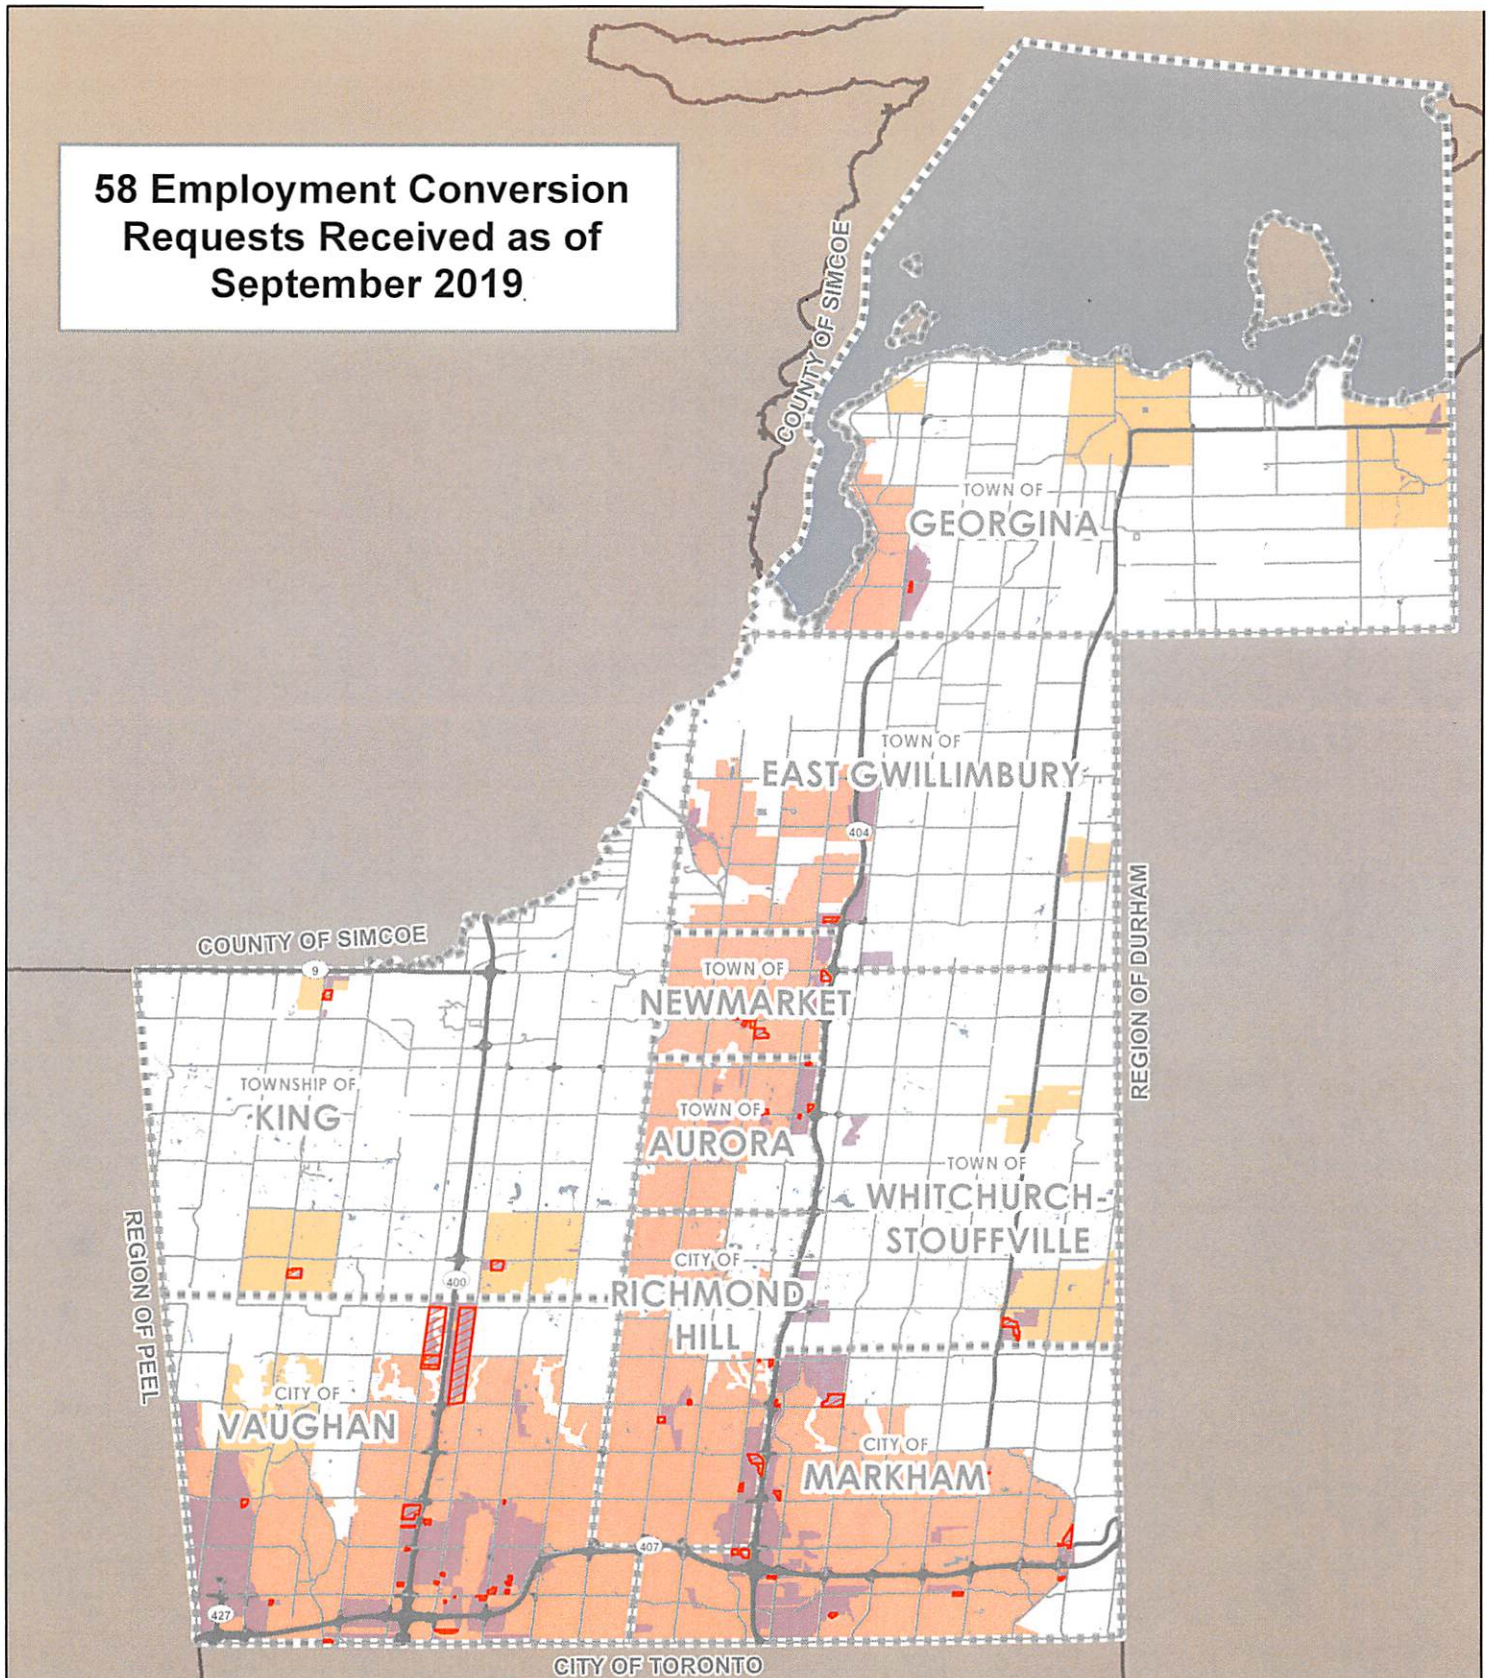 58 Employment Conversion
Requests Received as of
September 2019
COUNTY OF SIMCOE
TOWN OF
GEORGINA
TOWN OF
EAST GWILLIMBURY
404
REGION OF DURHAM
COUNTY OF SIMCOE
9
TOWN OF
NEWMARKET
TOWNSHIP OF
KING
TOWN OF
AURORA
TOWN OF
WHITCHURCH-
STOUFFVILLE
REGION OF PEEL
400
CITY OF
RICHMOND
HILL
CITY OF
VAUGHAN
CITY OF
MARKHAM
407
427
CITY OF TORONTO